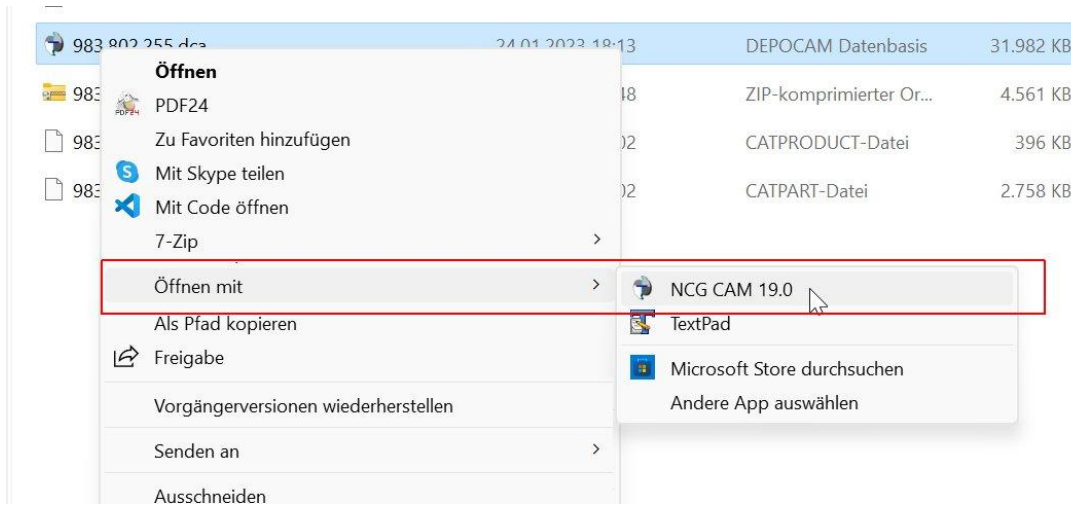 983.802.255.dca 24.01.2023 18:13 DEPOCAM Datenbasis 31.982 KB
Öffnen
983 48 ZIP-komprimierter Or... 4.561 KB
PDF24
Zu Favoriten hinzufügen
983 02 CATPRODUCT-Datei 396 KB
Mit Skype teilen
983 02 CATPART-Datei 2.758 KB
Mit Code öffnen
7-Zip
Öffnen mit
NCG CAM 19.0
Als Pfad kopieren
TextPad
Freigabe
Microsoft Store durchsuchen
Vorgängerversionen wiederherstellen
Andere App auswählen
Senden an
Ausschneiden